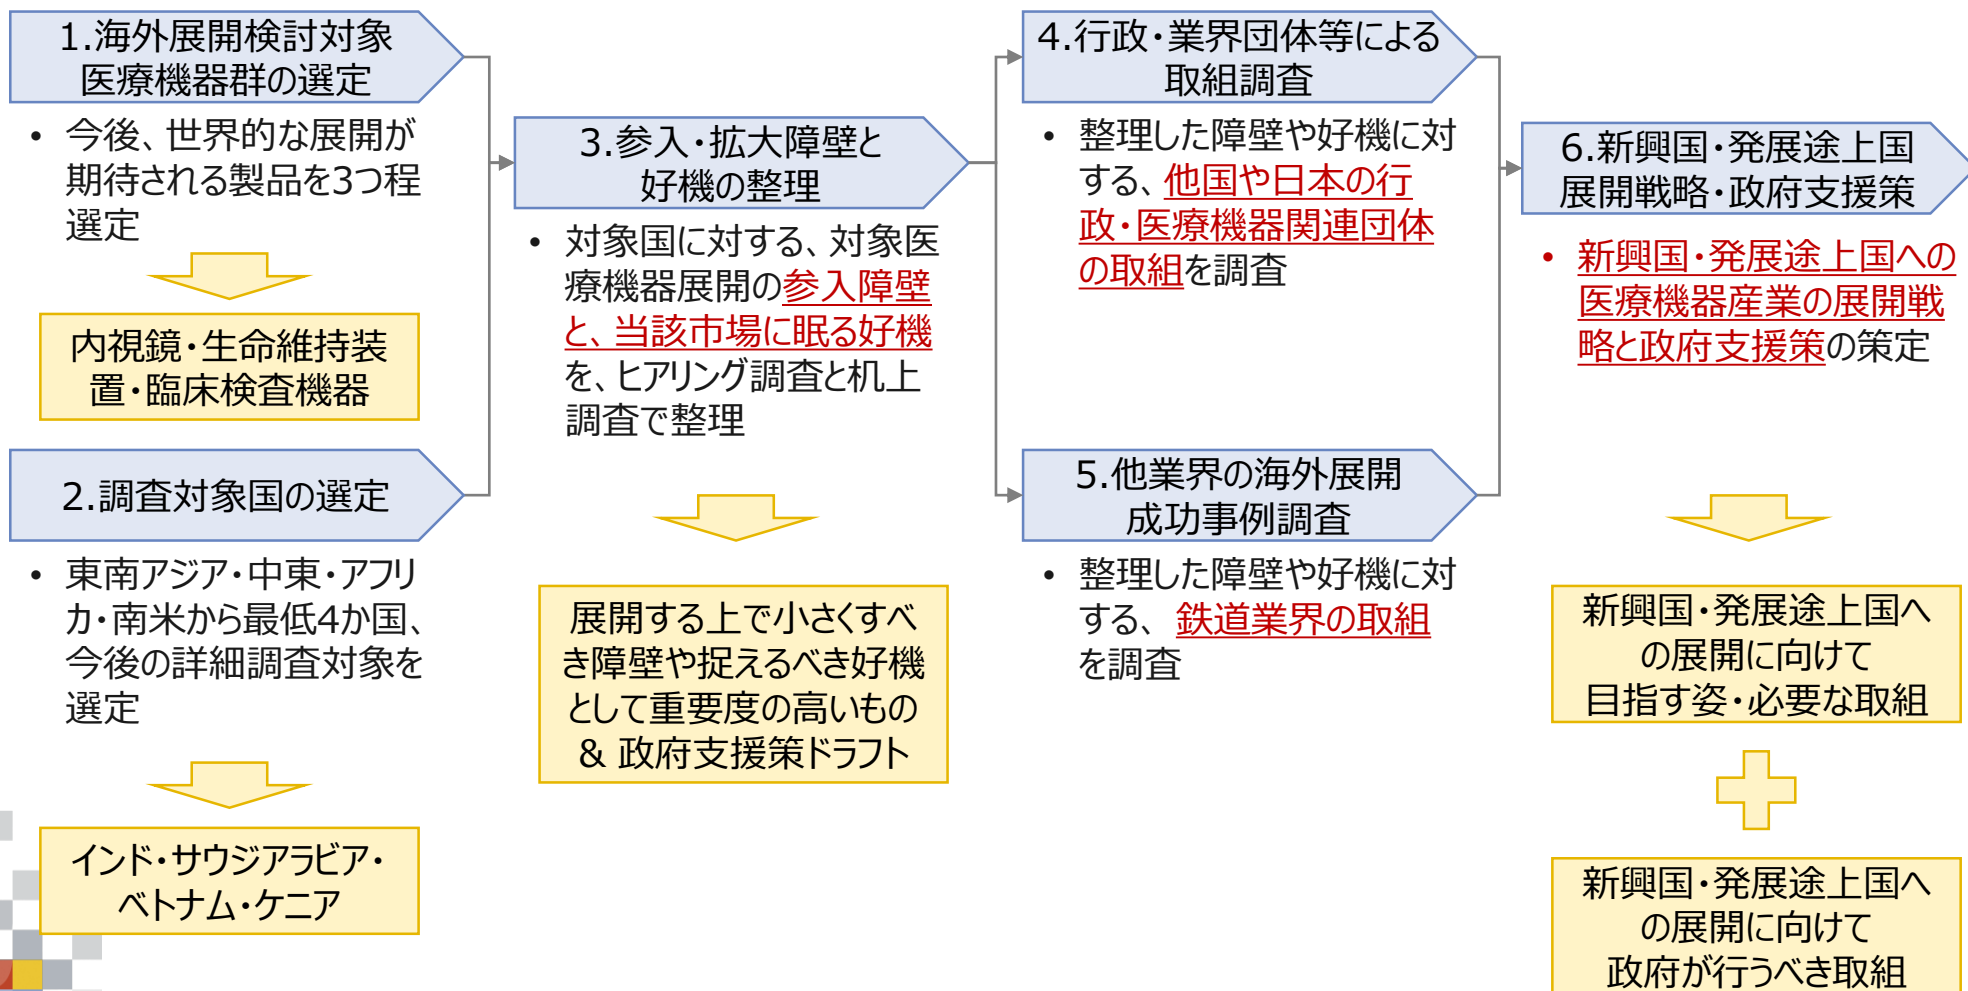 1.海外展開検討対象
医療機器群の選定
• 今後、世界的な展開が
期待される製品を3つ程
選定
内視鏡・生命維持装
置・臨床検査機器
2.調査対象国の選定
• 東南アジア・中東・アフリ
カ・南米から最低4か国、
今後の詳細調査対象を
選定
インド・サウジアラビア・
ベトナム・ケニア
3.参入・拡大障壁と
好機の整理
• 対象国に対する、対象医
療機器展開の参入障壁
と、当該市場に眠る好機
を、ヒアリング調査と机上
調査で整理
展開する上で小さくすべ
き障壁や捉えるべき好機
として重要度の高いもの
& 政府支援策ドラフト
4.行政・業界団体等による
取組調査
• 整理した障壁や好機に対
する、他国や日本の行
政・医療機器関連団体
の取組を調査
5.他業界の海外展開
成功事例調査
• 整理した障壁や好機に対
する、 鉄道業界の取組
を調査
6.新興国・発展途上国
展開戦略・政府支援策
• 新興国・発展途上国への
医療機器産業の展開戦
略と政府支援策の策定
新興国・発展途上国へ
の展開に向けて
目指す姿・必要な取組
新興国・発展途上国へ
の展開に向けて
政府が行うべき取組